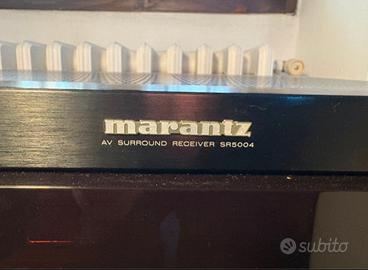 marantz
AV SURROUND RECEIVER SR5004
subito